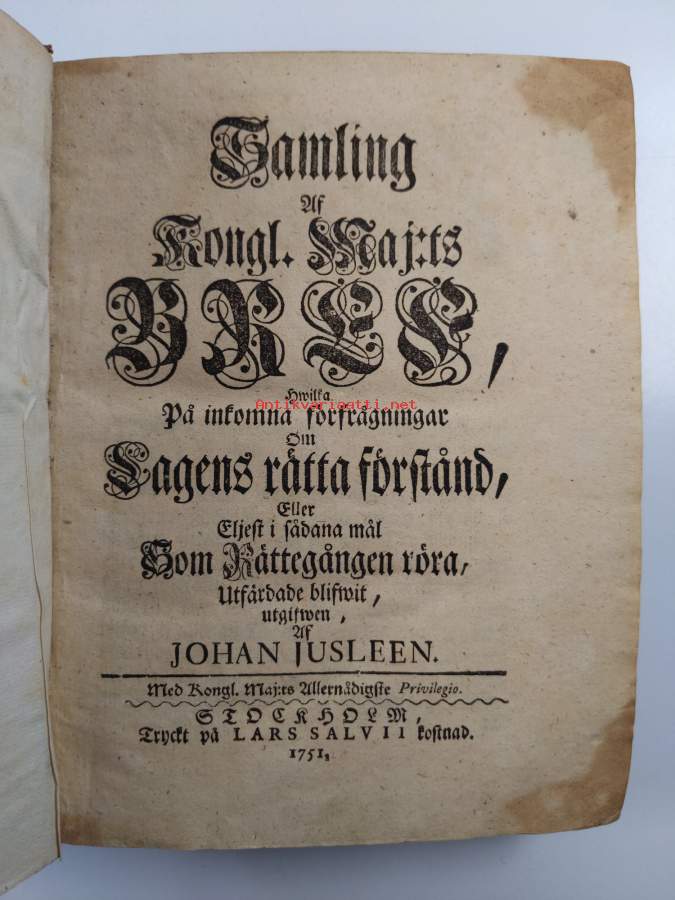 Samling
Af
Kongl. Maj:ts
BREF,
Hwilka
Antikvariaatti.net
På inkomna förfrågningar
Om
Lagens rätta förstånd,
Eller
Eljest i sådana mål
Som Rättegången röra,
Utfärdade blifwit,
utgifwen,
Af
JOHAN JUSLEEN.
Med Kongl. Maj:ts Allernådigste Privilegio.
STOCKHOLM,
Tryckt på LARS SALVII kostnad.
1751.